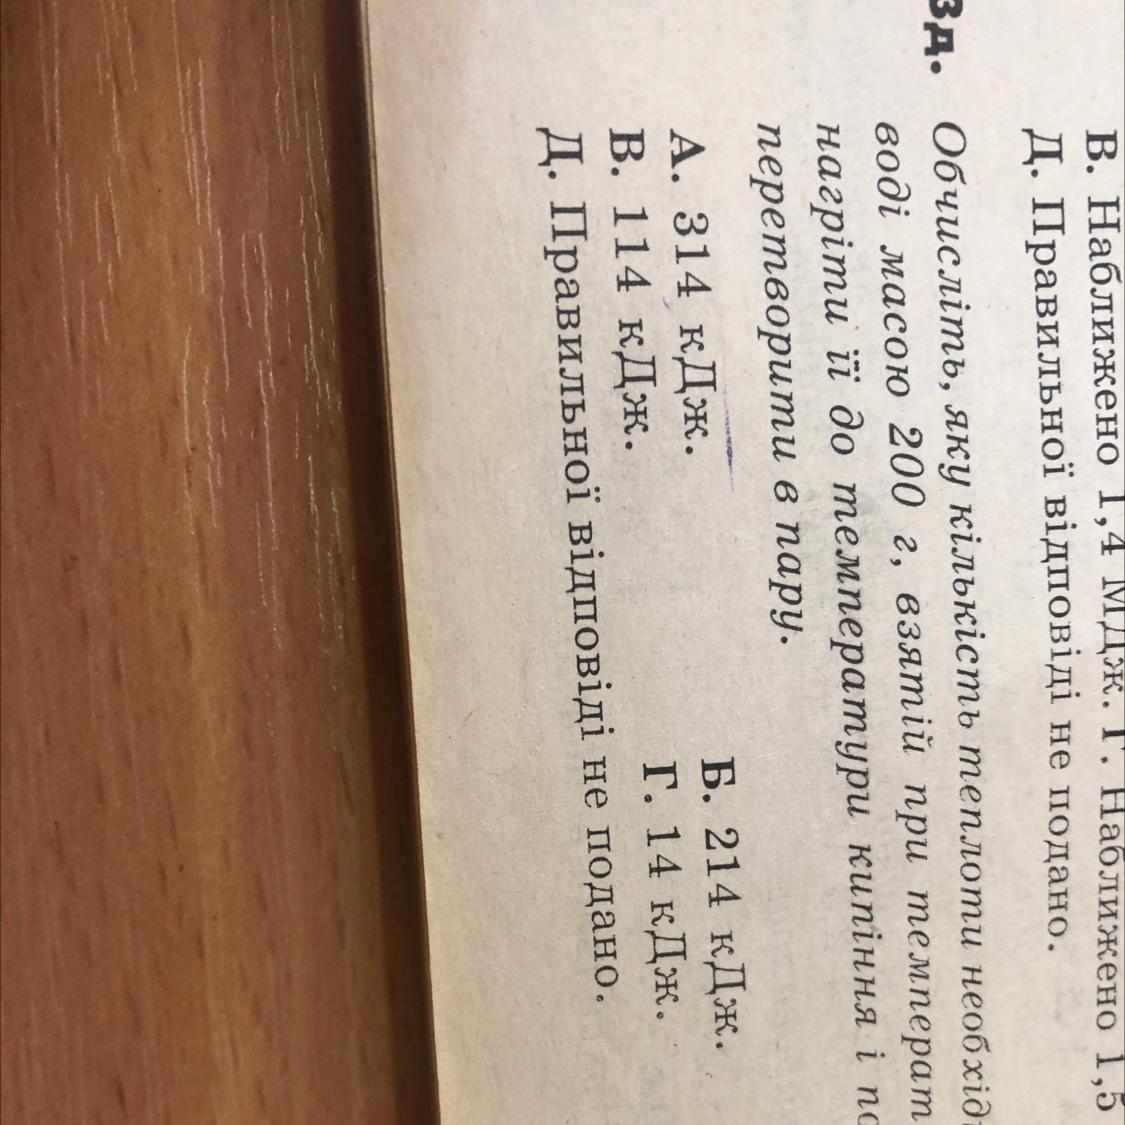 В. Наближено 1,4 МДж. Г. Наближено 1,5
Д. Правильної відповіді не подано.
3д. Обчисліть, яку кількість теплоти
воді масою 200 г, взятій при
нагріти її до температури кипіння і
перетворити в пару.
А. 314 кДж. Б. 214 кДж.
В. 114 кДж. Г. 14 кДж.
Д. Правильної відповіді не подано.